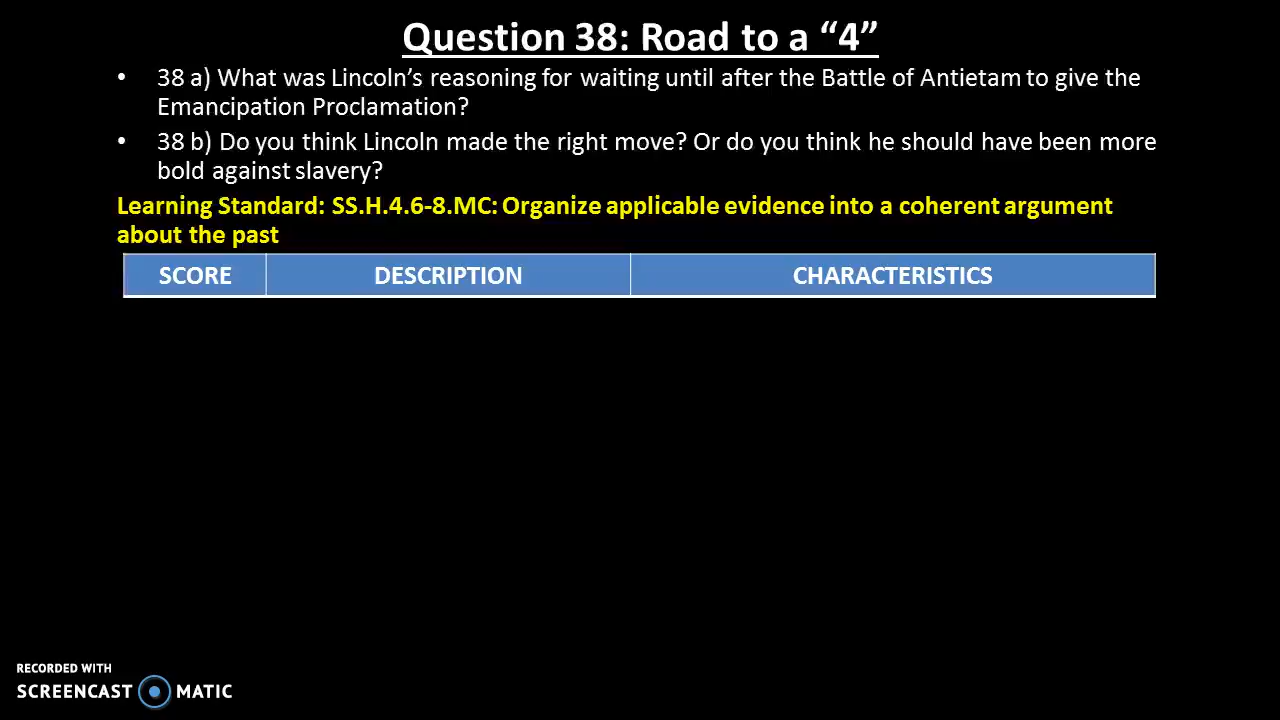 Question 38: Road to a “4”
• 38 a) What was Lincoln’s reasoning for waiting until after the Battle of Antietam to give the
Emancipation Proclamation?
• 38 b) Do you think Lincoln made the right move? Or do you think he should have been more
bold against slavery?
Learning Standard: SS.H.4.6-8.MC: Organize applicable evidence into a coherent argument
about the past
SCORE DESCRIPTION CHARACTERISTICS
RECORDED WITH
SCREENCAST MATIC